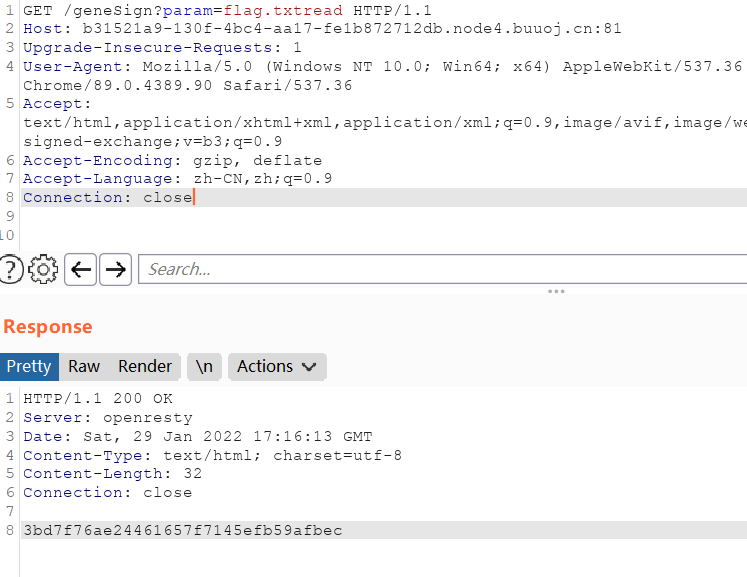 1 GET /geneSign?param=flag.txtread HTTP/1.1
2 Host: b31521a9-130f-4bc4-aa17-fe1b872712db.node4.buuoj.cn:81
3 Upgrade-Insecure-Requests: 1
4 User-Agent: Mozilla/5.0 (Windows NT 10.0; Win64; x64) AppleWebKit/537.36
Chrome/89.0.4389.90 Safari/537.36
5 Accept:
text/html,application/xhtml+xml,application/xml;q=0.9,image/avif,image/we
signed-exchange;v=b3;q=0.9
6 Accept-Encoding: gzip, deflate
7 Accept-Language: zh-CN,zh;q=0.9
8 Connection: close
9
10
? Search...
Response
Pretty Raw Render \n Actions
1 HTTP/1.1 200 OK
2 Server: openresty
3 Date: Sat, 29 Jan 2022 17:16:13 GMT
4 Content-Type: text/html; charset=utf-8
5 Content-Length: 32
6 Connection: close
7
8 3bd7f76ae24461657f7145efb59afbec